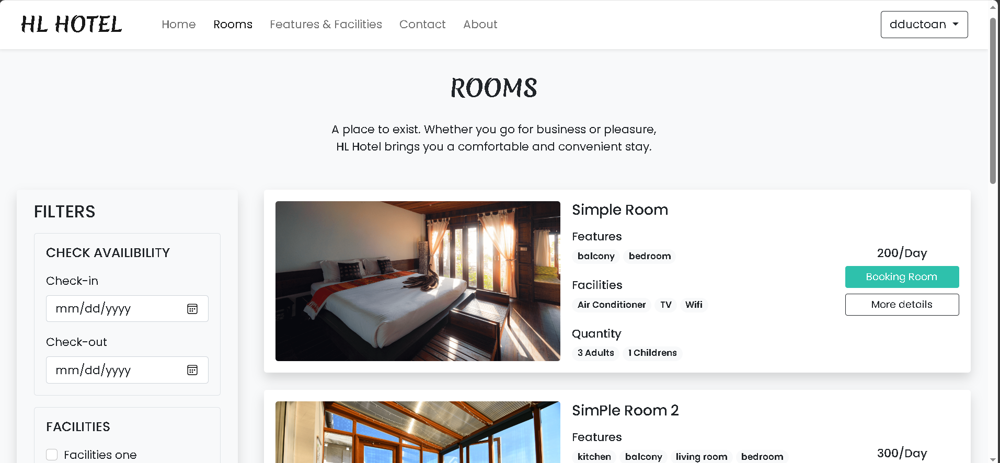 HL HOTEL
Home Rooms Features & Facilities Contact About
dductoan
ROOMS
A place to exist. Whether you go for business or pleasure,
HL Hotel brings you a comfortable and convenient stay.
FILTERS
CHECK AVAILIBILITY
Check-in
mm/dd/yyyy
Check-out
mm/dd/yyyy
FACILITIES
Facilities one
Simple Room
Features
balcony bedroom
Facilities
Air Conditioner TV Wifi
Quantity
3 Adults 1 Childrens
200/Day
Booking Room
More details
SimPle Room 2
Features
kitchen balcony living room bedroom
300/Day